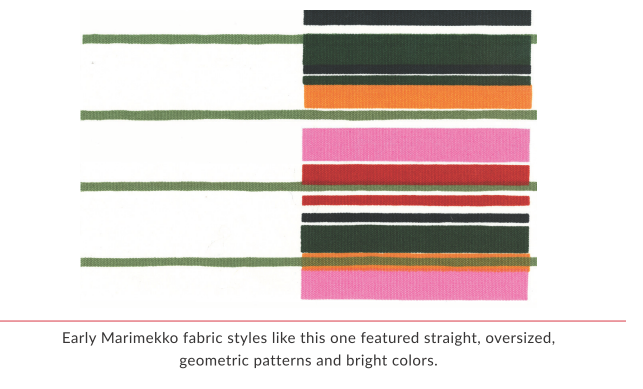 Early Marimekko fabric styles like this one featured straight, oversized,
geometric patterns and bright colors.